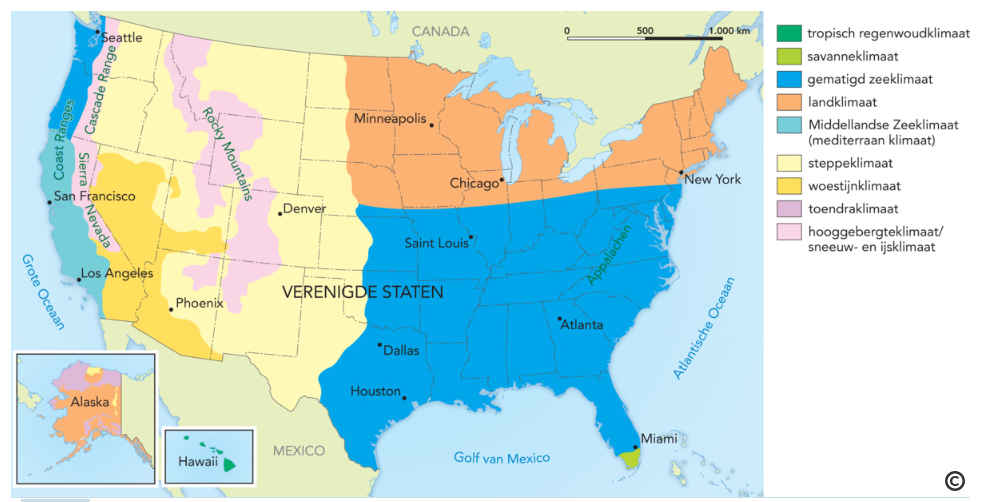 CANADA
0 500 1.000 km
Seattle
Cascade Range
Coast Ranges
Rocky Mountains
Minneapolis
Chicago
New York
Sierra Nevada
San Francisco
Denver
Saint Louis
Appalachen
Los Angeles
Grote Oceaan
VERENIGDE STATEN
Phoenix
Atlanta
Atlantische Oceaan
Dallas
Houston
Alaska
Hawaii
MEXICO
Golf van Mexico
Miami
tropisch regenwoudklimaat
savanneklimaat
gematigd zeeklimaat
landklimaat
Middellandse Zeeklimaat
(mediterraan klimaat)
steppeklimaat
woestijnklimaat
toendraklimaat
hooggebergteklimaat/
sneeuw- en ijsklimaat
©